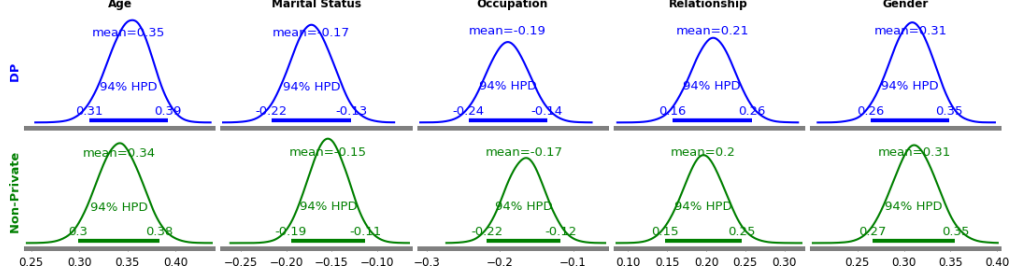 Age Marital Status Occupation Relationship Gender
DP
mean=0.35 mean=-0.17 mean=-0.19 mean=0.21 mean=0.31
94% HPD 94% HPD 94% HPD 94% HPD 94% HPD
0.31 0.39 -0.22 -0.13 -0.24 -0.14 0.16 0.26 0.26 0.35
Non-Private
mean=0.34 mean=-0.15 mean=-0.17 mean=0.2 mean=0.31
94% HPD 94% HPD 94% HPD 94% HPD 94% HPD
0.3 0.38 -0.19 -0.11 -0.22 -0.12 0.15 0.25 0.27 0.35
0.25 0.30 0.35 0.40 −0.25 −0.20 −0.15 −0.10 −0.3 −0.2 −0.1 0.10 0.15 0.20 0.25 0.30 0.25 0.30 0.35 0.40